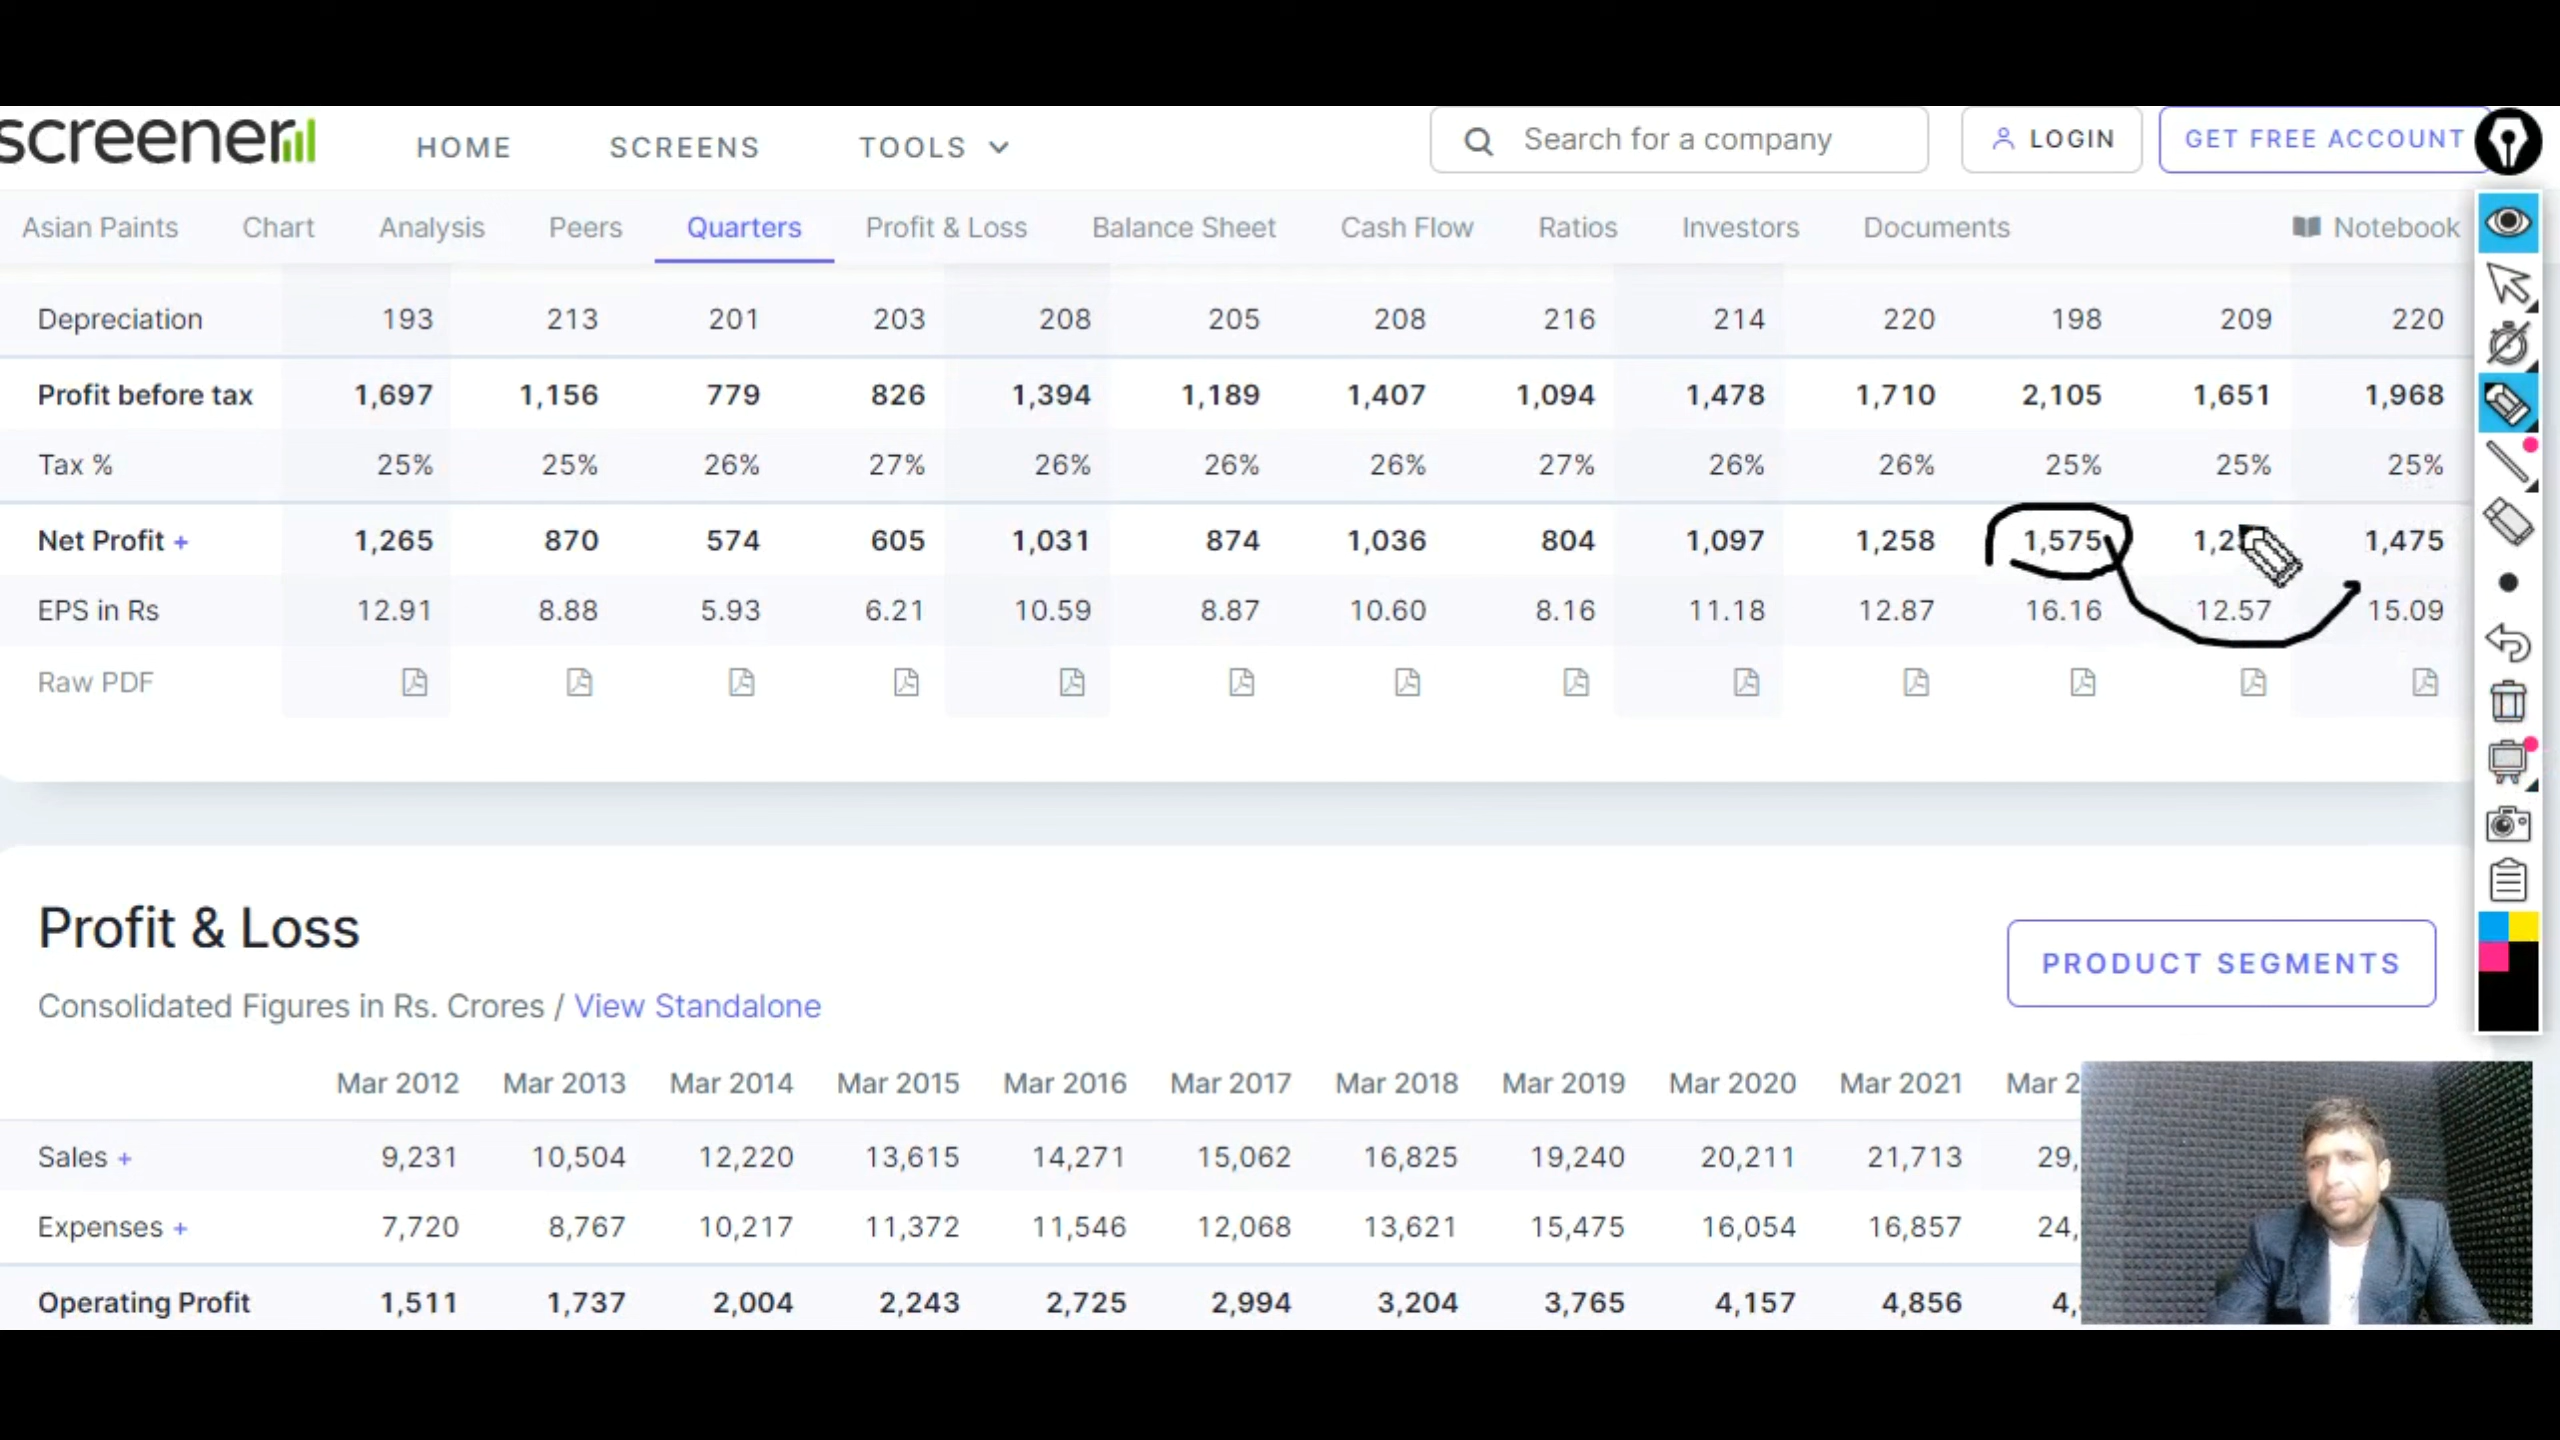 screener HOME SCREENS TOOLS Search for a company LOGIN GET FREE ACCOUNT
Asian Paints Chart Analysis Peers Quarters Profit & Loss Balance Sheet Cash Flow Ratios Investors Documents Notebook
Depreciation 193 213 201 203 208 205 208 216 214 220 198 209 220
Profit before tax 1,697 1,156 779 826 1,394 1,189 1,407 1,094 1,478 1,710 2,105 1,651 1,968
Tax % 25% 25% 26% 27% 26% 26% 26% 27% 26% 26% 25% 25% 25%
Net Profit + 1,265 870 574 605 1,031 874 1,036 804 1,097 1,258 1,575 1,475
EPS in Rs 12.91 8.88 5.93 6.21 10.59 8.87 10.60 8.16 11.18 12.87 16.16 12.57 15.09
Raw PDF
Profit & Loss
PRODUCT SEGMENTS
Consolidated Figures in Rs. Crores / View Standalone
Mar 2012 Mar 2013 Mar 2014 Mar 2015 Mar 2016 Mar 2017 Mar 2018 Mar 2019 Mar 2020 Mar 2021 Mar 2
Sales + 9,231 10,504 12,220 13,615 14,271 15,062 16,825 19,240 20,211 21,713 29,
Expenses + 7,720 8,767 10,217 11,372 11,546 12,068 13,621 15,475 16,054 16,857 24,
Operating Profit 1,511 1,737 2,004 2,243 2,725 2,994 3,204 3,765 4,157 4,856 4,